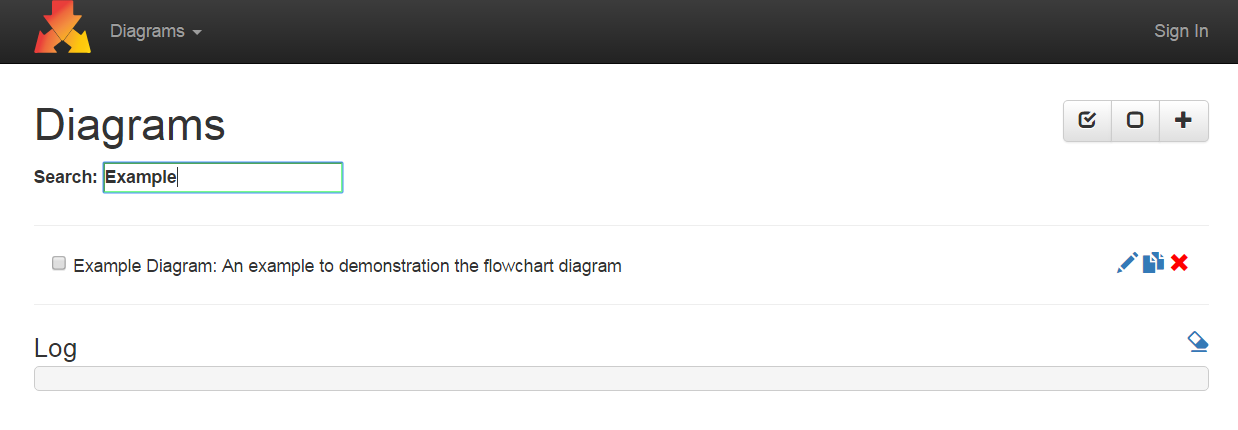 Diagrams
Sign In
Diagrams
Search: Example
Example Diagram: An example to demonstration the flowchart diagram
Log